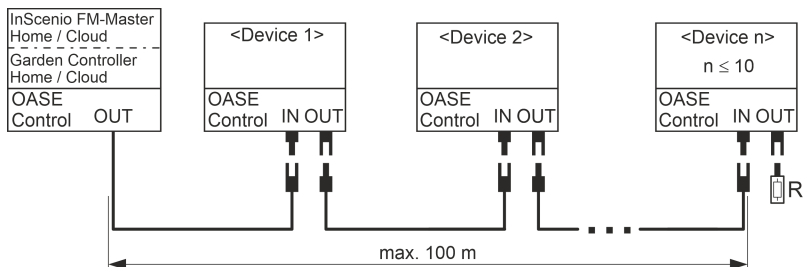 InScenio FM-Master
Home / Cloud
Garden Controller
Home / Cloud
OASE
Control OUT
<Device 1>
OASE
Control IN OUT
<Device 2>
OASE
Control IN OUT
<Device n>
n ≤ 10
OASE
Control IN OUT
R
max. 100 m